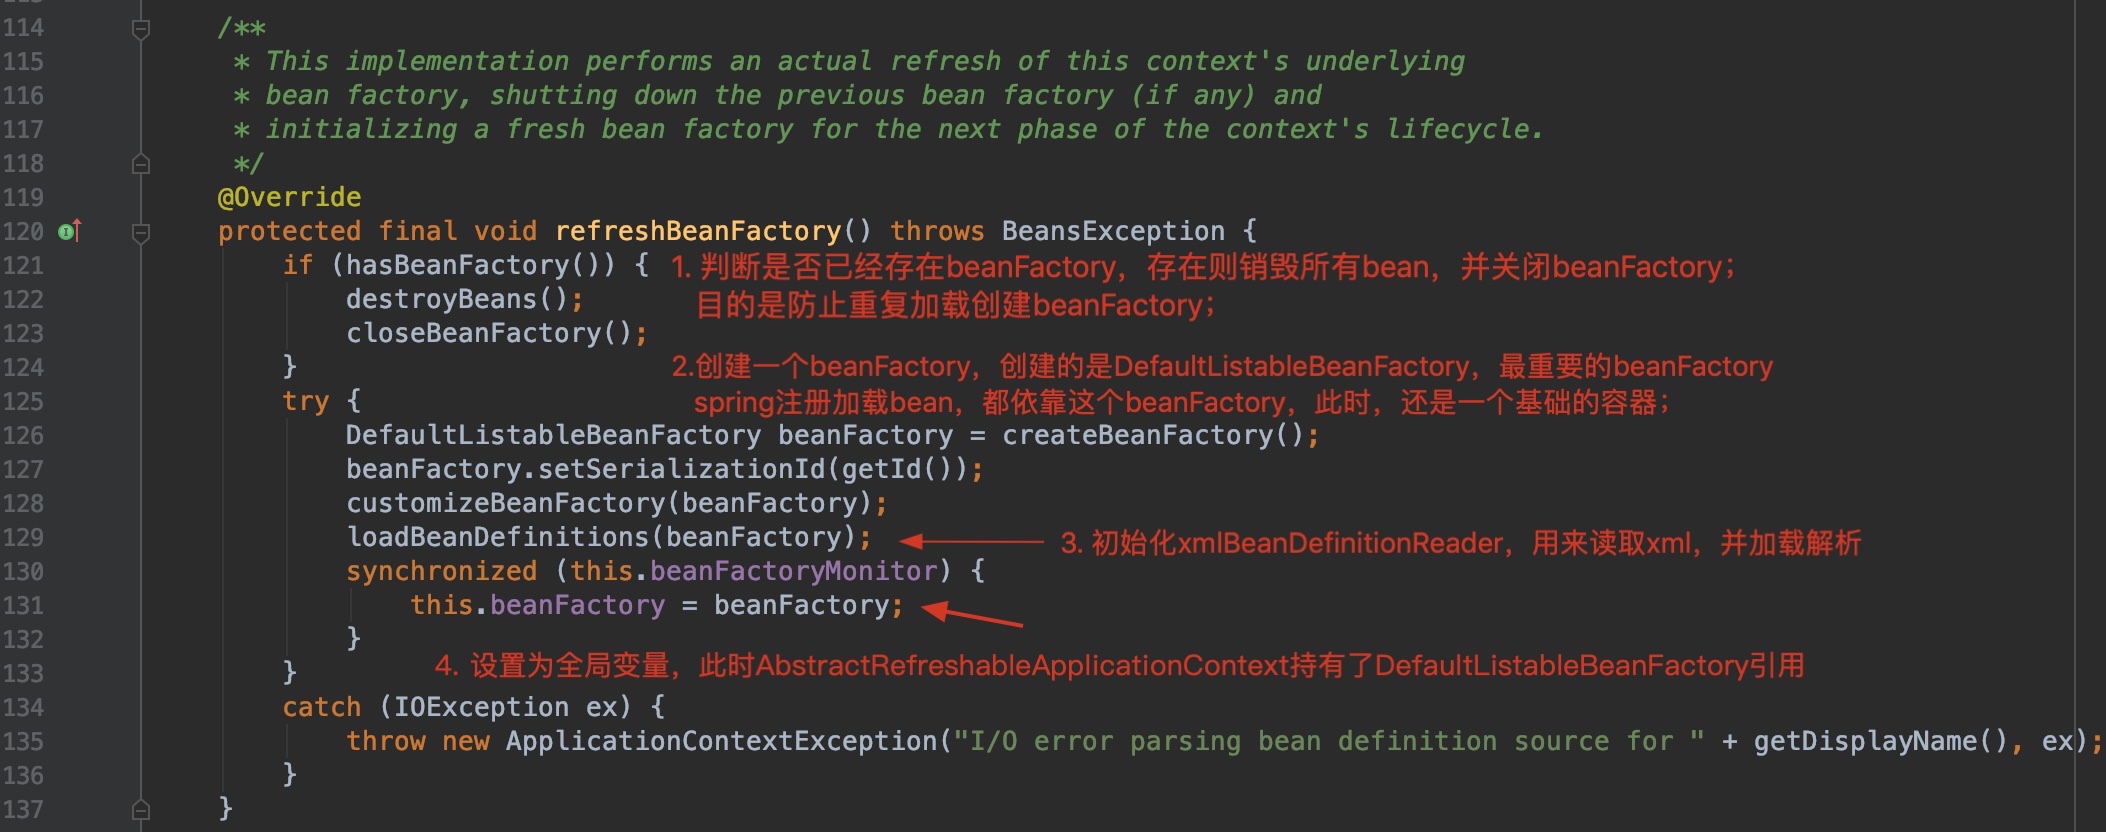 114 /**
115 * This implementation performs an actual refresh of this context's underlying
116 * bean factory, shutting down the previous bean factory (if any) and
117 * initializing a fresh bean factory for the next phase of the context's lifecycle.
118 */
119 @Override
120 protected final void refreshBeanFactory() throws BeansException {
121 if (hasBeanFactory()) { 1. 判断是否已经存在beanFactory，存在则销毁所有bean，并关闭beanFactory；
122 destroyBeans(); 目的是防止重复加载创建beanFactory；
123 closeBeanFactory();
124 } 2.创建一个beanFactory，创建的是DefaultListableBeanFactory，最重要的beanFactory
125 try { spring注册加载bean，都依靠这个beanFactory，此时，还是一个基础的容器；
126 DefaultListableBeanFactory beanFactory = createBeanFactory();
127 beanFactory.setSerializationId(getId());
128 customizeBeanFactory(beanFactory);
129 loadBeanDefinitions(beanFactory); 3. 初始化xmlBeanDefinitionReader，用来读取xml，并加载解析
130 synchronized (this.beanFactoryMonitor) {
131 this.beanFactory = beanFactory;
132 }
133 } 4. 设置为全局变量，此时AbstractRefreshableApplicationContext持有了DefaultListableBeanFactory引用
134 catch (IOException ex) {
135 throw new ApplicationContextException("I/O error parsing bean definition source for " + getDisplayName(), ex);
136 }
137 }